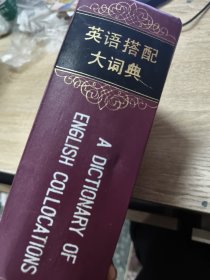 英语搭配
大词典
A DICTIONARY OF
ENGLISH COLLOCATIONS